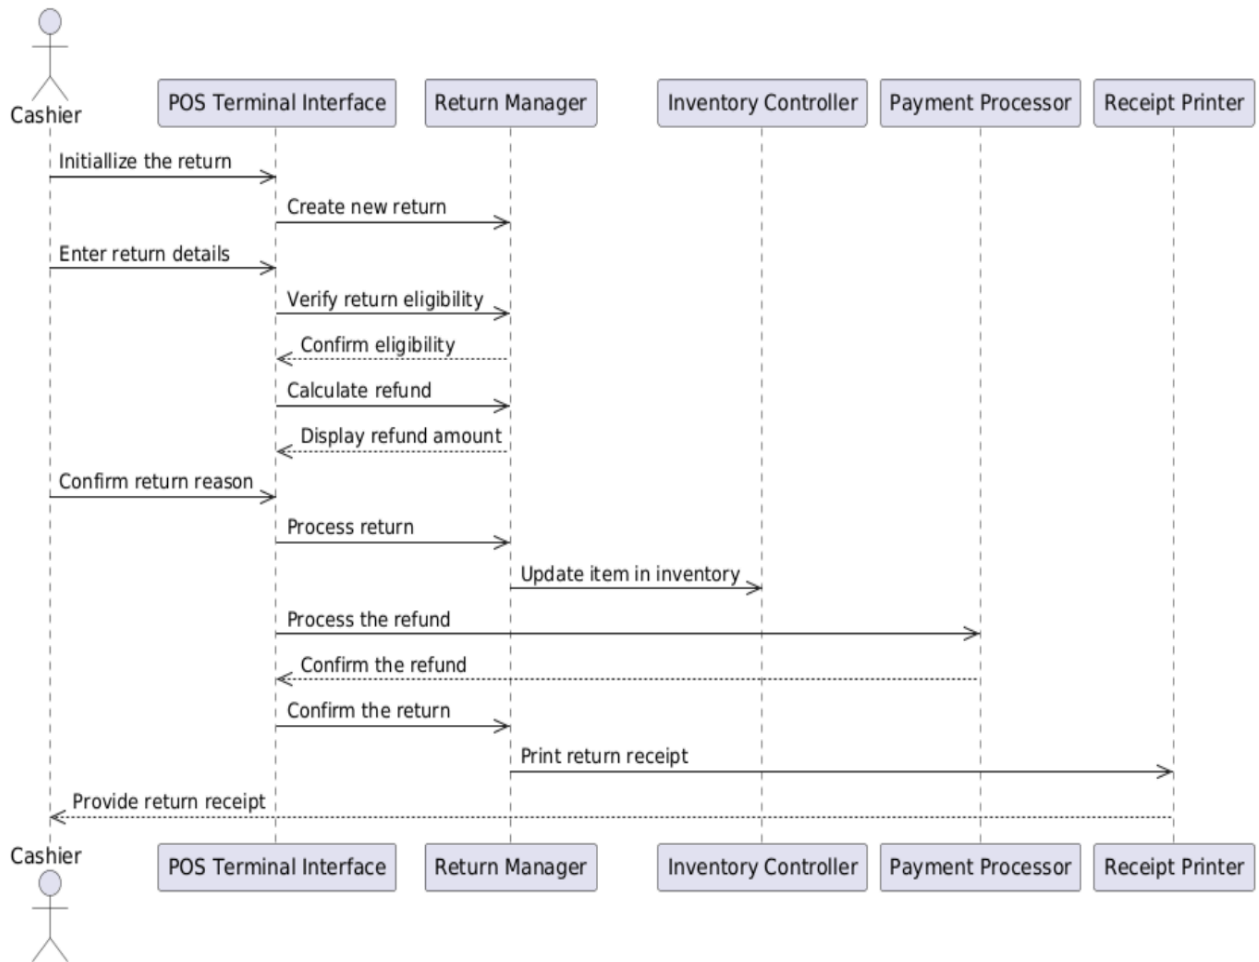 Cashier
POS Terminal Interface
Return Manager
Inventory Controller
Payment Processor
Receipt Printer
Initiallize the return
Create new return
Enter return details
Verify return eligibility
Confirm eligibility
Calculate refund
Display refund amount
Confirm return reason
Process return
Update item in inventory
Process the refund
Confirm the refund
Confirm the return
Print return receipt
Provide return receipt
Cashier
POS Terminal Interface
Return Manager
Inventory Controller
Payment Processor
Receipt Printer